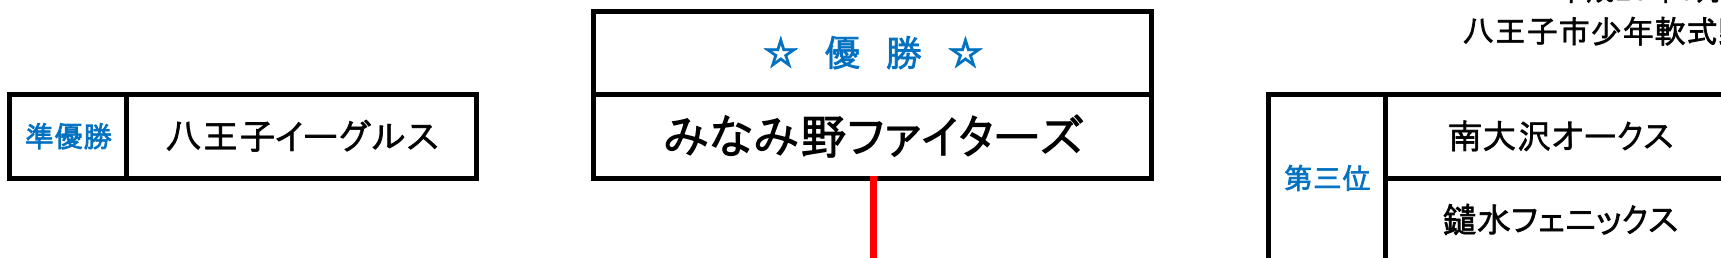 八王子市少年軟式
☆ 優 勝 ☆
みなみ野ファイターズ
準優勝 八王子イーグルス
第三位
南大沢オークス
鑓水フェニックス